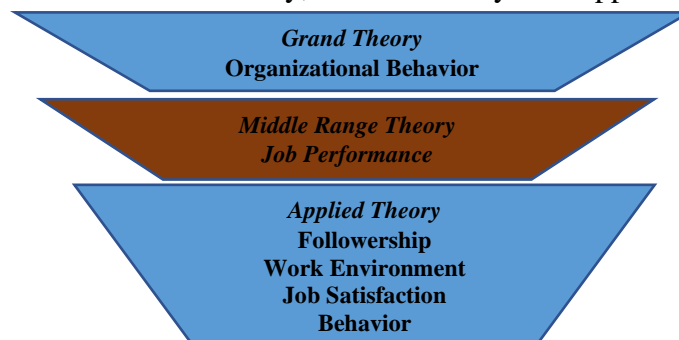 Grand Theory
Organizational Behavior
Middle Range Theory
Job Performance
Applied Theory
Followership
Work Environment
Job Satisfaction
Behavior